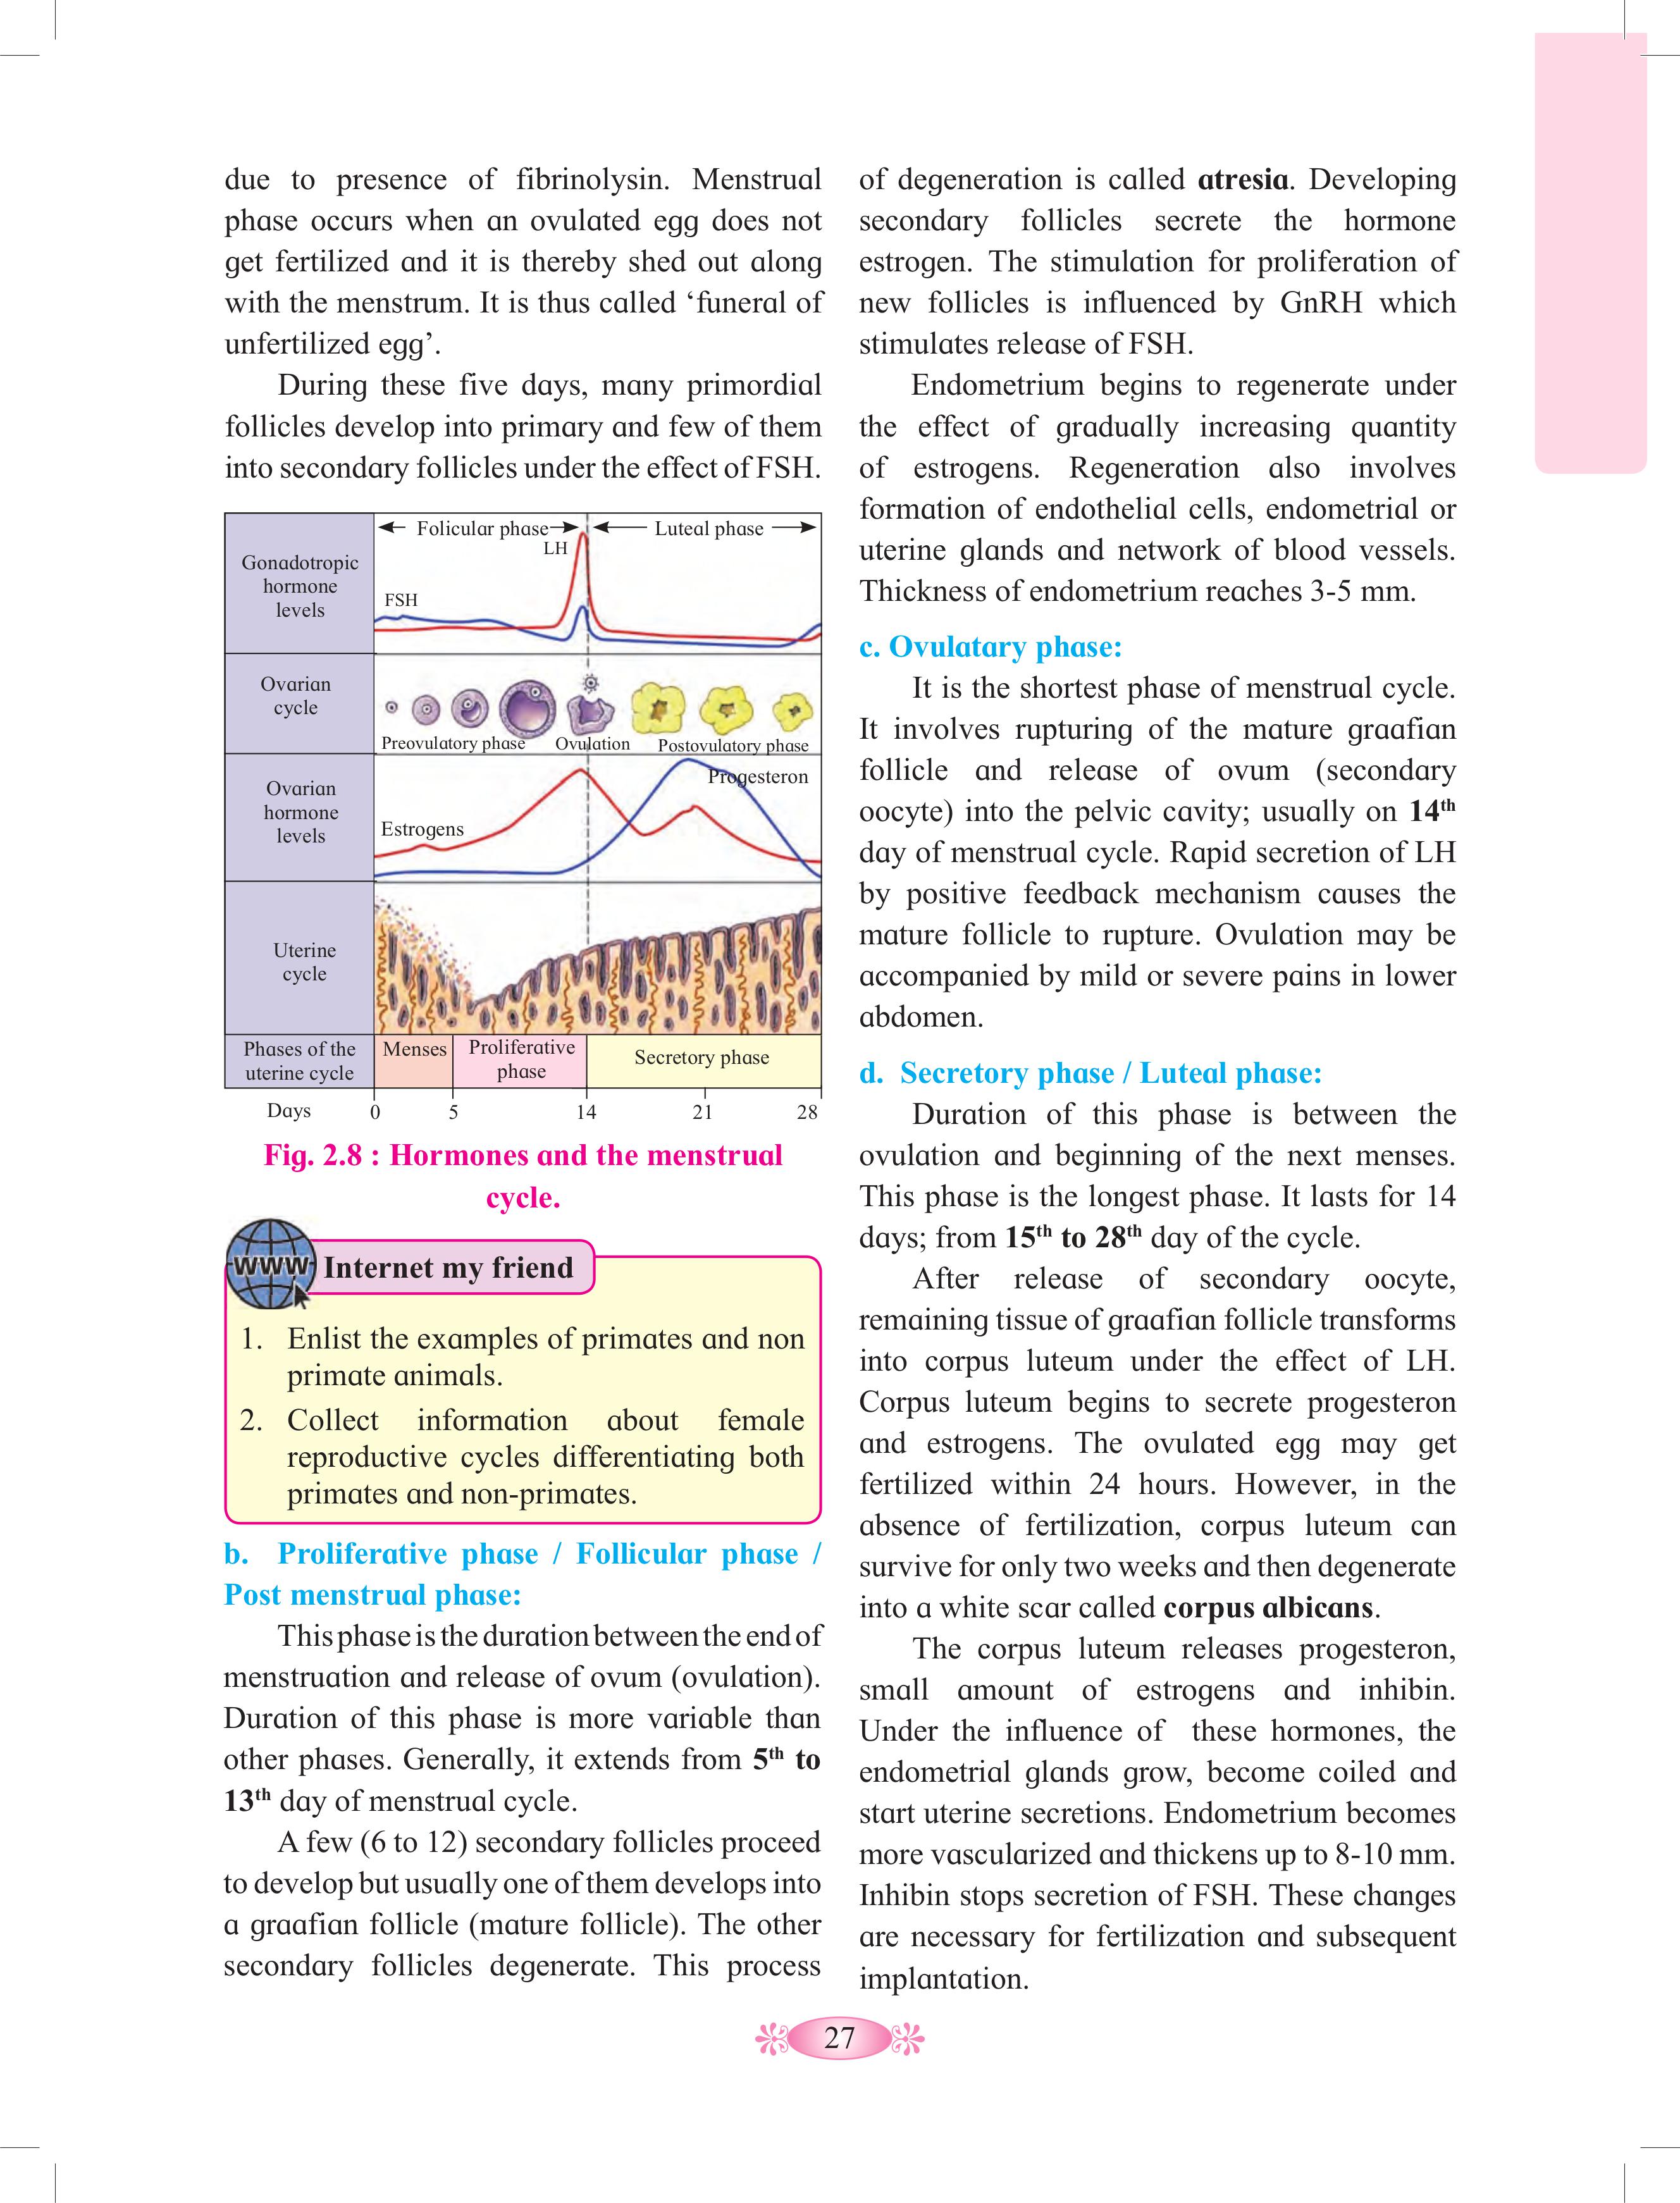 due to presence of fibrinolysin. Menstrual
phase occurs when an ovulated egg does not
get fertilized and it is thereby shed out along
with the menstrum. It is thus called ‘funeral of
unfertilized egg’.
During these five days, many primordial
follicles develop into primary and few of them
into secondary follicles under the effect of FSH.
Gonadotropic
hormone
levels
Folicular phase
Luteal phase
LH
FSH
Ovarian
cycle
Preovulatory phase
Ovulation
Postovulatory phase
Ovarian
hormone
levels
Progesteron
Estrogens
Uterine
cycle
Phases of the
uterine cycle
Menses
Proliferative
phase
Secretory phase
Days 0 5 14 21 28
Fig. 2.8 : Hormones and the menstrual
cycle.
WWW
Internet my friend
1. Enlist the examples of primates and non
primate animals.
2. Collect information about female
reproductive cycles differentiating both
primates and non-primates.
b. Proliferative phase / Follicular phase /
Post menstrual phase:
This phase is the duration between the end of
menstruation and release of ovum (ovulation).
Duration of this phase is more variable than
other phases. Generally, it extends from 5th to
13th day of menstrual cycle.
A few (6 to 12) secondary follicles proceed
to develop but usually one of them develops into
a graafian follicle (mature follicle). The other
secondary follicles degenerate. This process
of degeneration is called atresia. Developing
secondary follicles secrete the hormone
estrogen. The stimulation for proliferation of
new follicles is influenced by GnRH which
stimulates release of FSH.
Endometrium begins to regenerate under
the effect of gradually increasing quantity
of estrogens. Regeneration also involves
formation of endothelial cells, endometrial or
uterine glands and network of blood vessels.
Thickness of endometrium reaches 3-5 mm.
c. Ovulatary phase:
It is the shortest phase of menstrual cycle.
It involves rupturing of the mature graafian
follicle and release of ovum (secondary
oocyte) into the pelvic cavity; usually on 14th
day of menstrual cycle. Rapid secretion of LH
by positive feedback mechanism causes the
mature follicle to rupture. Ovulation may be
accompanied by mild or severe pains in lower
abdomen.
d. Secretory phase / Luteal phase:
Duration of this phase is between the
ovulation and beginning of the next menses.
This phase is the longest phase. It lasts for 14
days; from 15th to 28th day of the cycle.
After release of secondary oocyte,
remaining tissue of graafian follicle transforms
into corpus luteum under the effect of LH.
Corpus luteum begins to secrete progesteron
and estrogens. The ovulated egg may get
fertilized within 24 hours. However, in the
absence of fertilization, corpus luteum can
survive for only two weeks and then degenerate
into a white scar called corpus albicans.
The corpus luteum releases progesteron,
small amount of estrogens and inhibin.
Under the influence of these hormones, the
endometrial glands grow, become coiled and
start uterine secretions. Endometrium becomes
more vascularized and thickens up to 8-10 mm.
Inhibin stops secretion of FSH. These changes
are necessary for fertilization and subsequent
implantation.
27